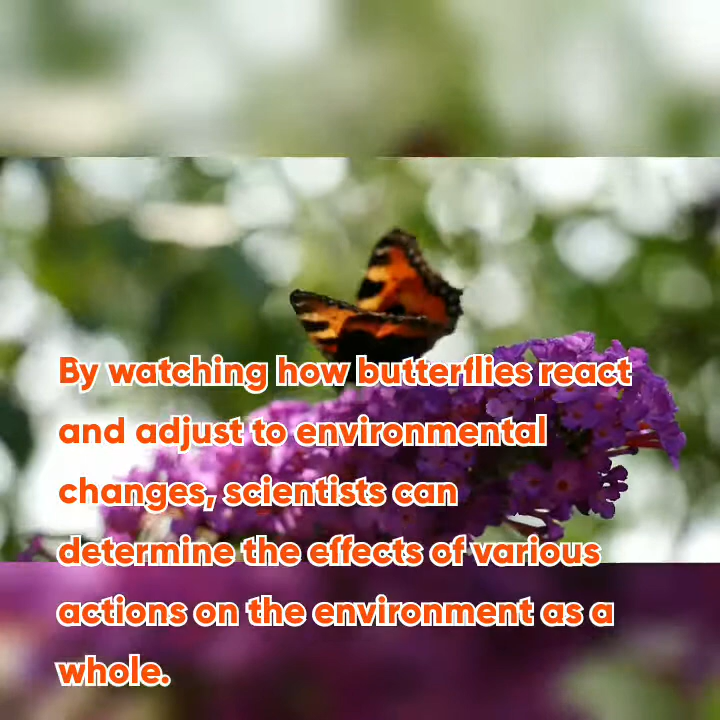 By watching how butterflies react
and adjust to environmental
changes, scientists can
determine the effects of various
actions on the environment as a
whole.